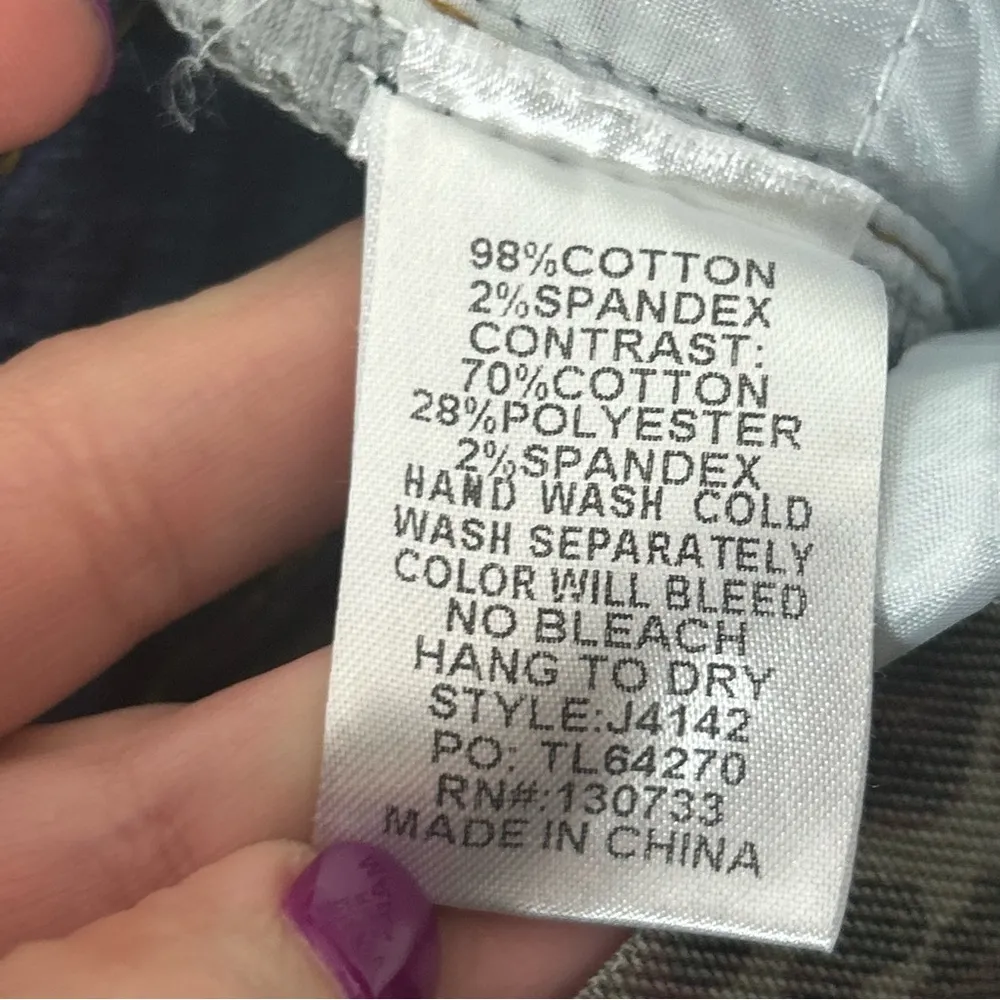 98%COTTON
2%SPANDEX
CONTRAST:
70%COTTON
28%POLYESTER
2%SPANDEX
HAND WASH COLD
WASH SEPARATELY
COLOR WILL BLEED
NO BLEACH
HANG TO DRY
STYLE:J4142
PO: TL64270
RN#:130733
MADE IN CHINA